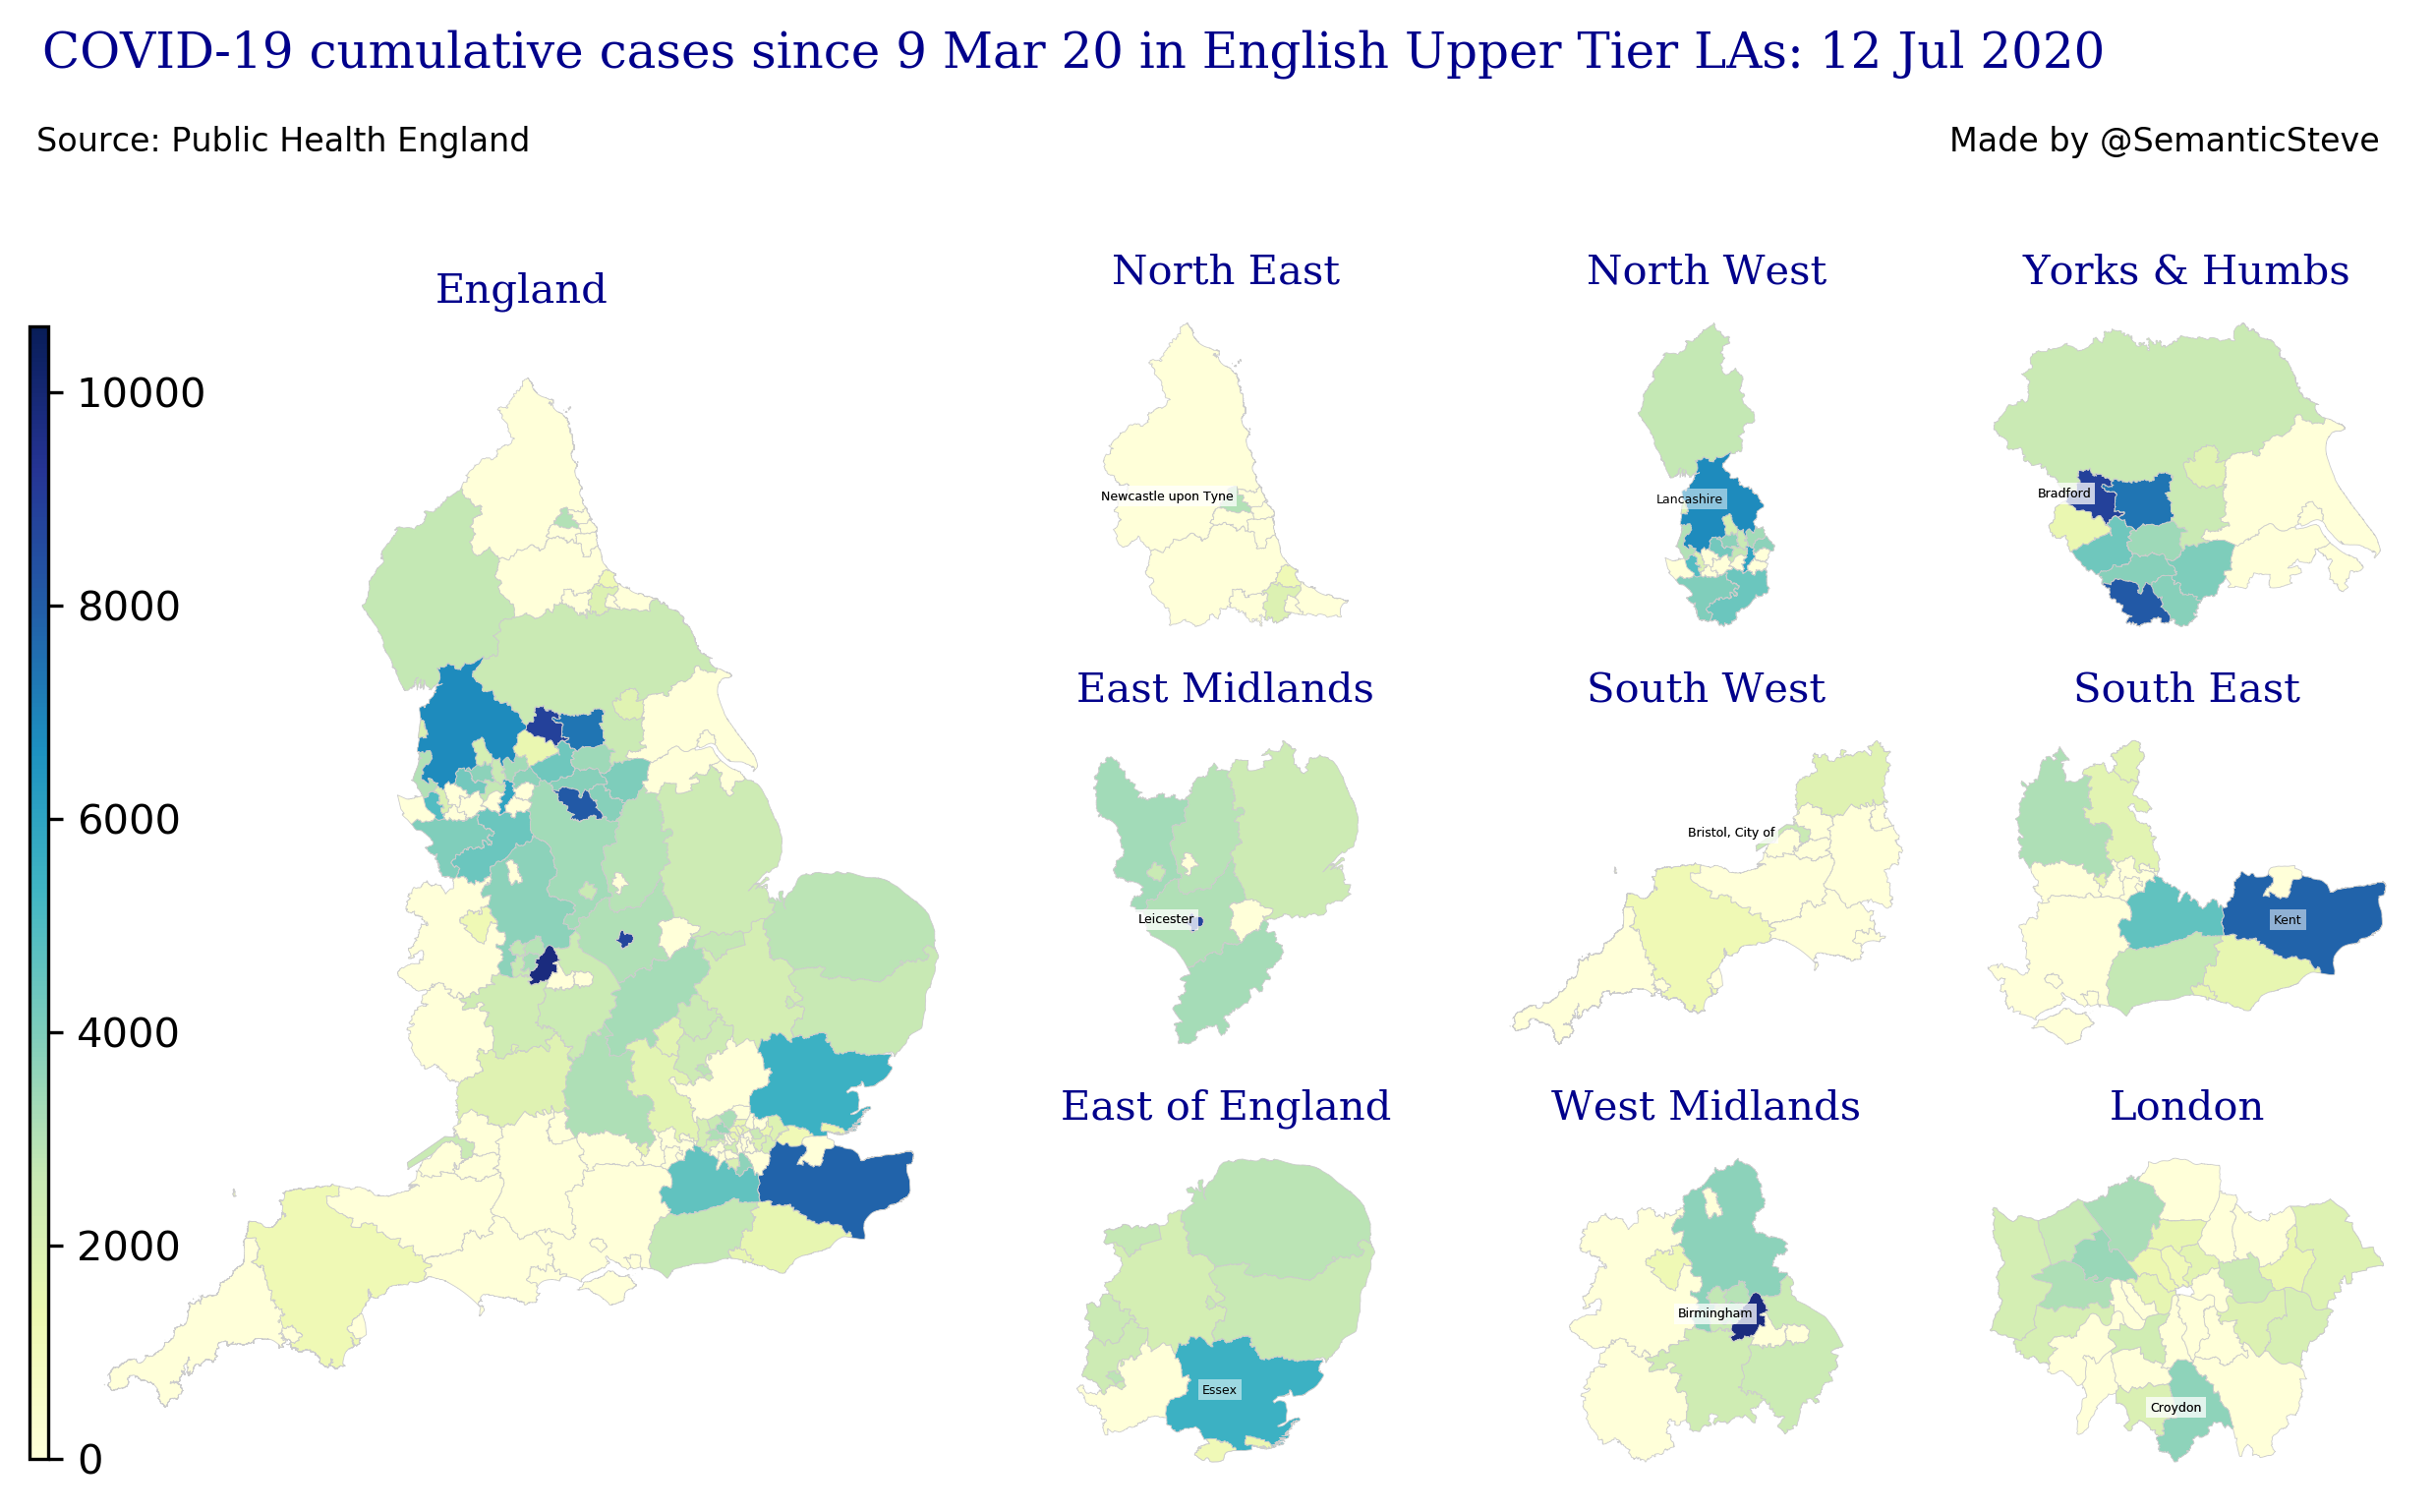 COVID-19 cumulative cases since 9 Mar 20 in English Upper Tier LAs: 12 Jul 2020
Source: Public Health England
Made by @SemanticSteve
England
10000
8000
6000
4000
2000
0
North East
Newcastle upon Tyne
North West
Lancashire
Yorks & Humbs
Bradford
East Midlands
Leicester
South West
Bristol, City of
South East
Kent
East of England
Essex
West Midlands
Birmingham
London
Croydon